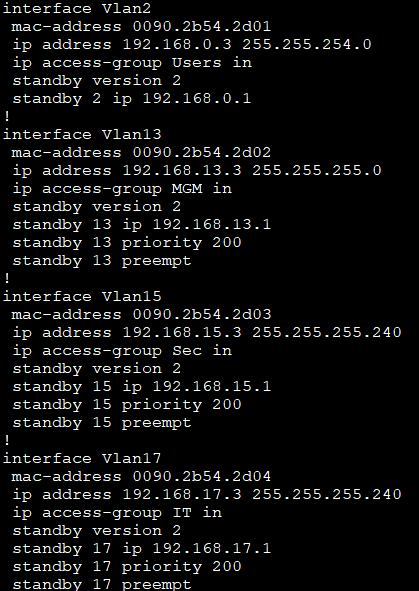 interface Vlan2
 mac-address 0090.2b54.2d01
 ip address 192.168.0.3 255.255.254.0
 ip access-group Users in
 standby version 2
 standby 2 ip 192.168.0.1
!
interface Vlan13
 mac-address 0090.2b54.2d02
 ip address 192.168.13.3 255.255.255.0
 ip access-group MGM in
 standby version 2
 standby 13 ip 192.168.13.1
 standby 13 priority 200
 standby 13 preempt
!
interface Vlan15
 mac-address 0090.2b54.2d03
 ip address 192.168.15.3 255.255.255.240
 ip access-group Sec in
 standby version 2
 standby 15 ip 192.168.15.1
 standby 15 priority 200
 standby 15 preempt
!
interface Vlan17
 mac-address 0090.2b54.2d04
 ip address 192.168.17.3 255.255.255.240
 ip access-group IT in
 standby version 2
 standby 17 ip 192.168.17.1
 standby 17 priority 200
 standby 17 preempt